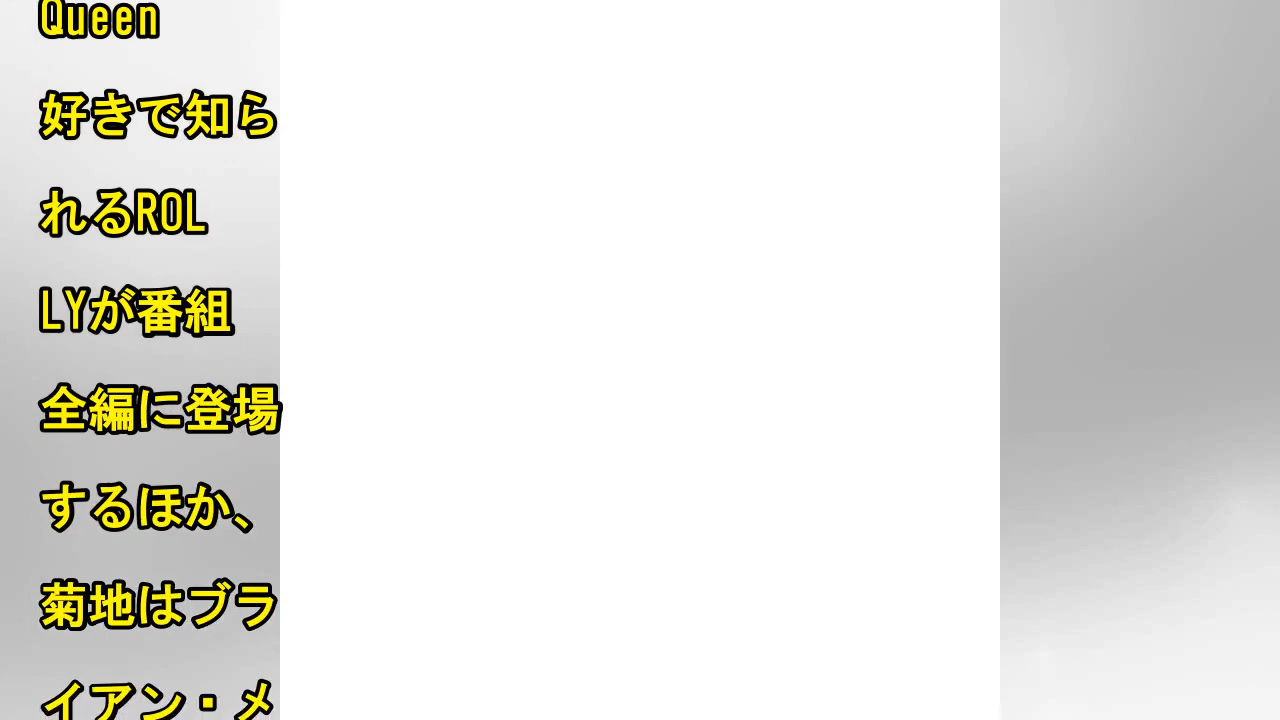 Queen
好きで知ら
れるROL
LYが番組
全編に登場
するほか、
菊地はブラ
イアン・メ